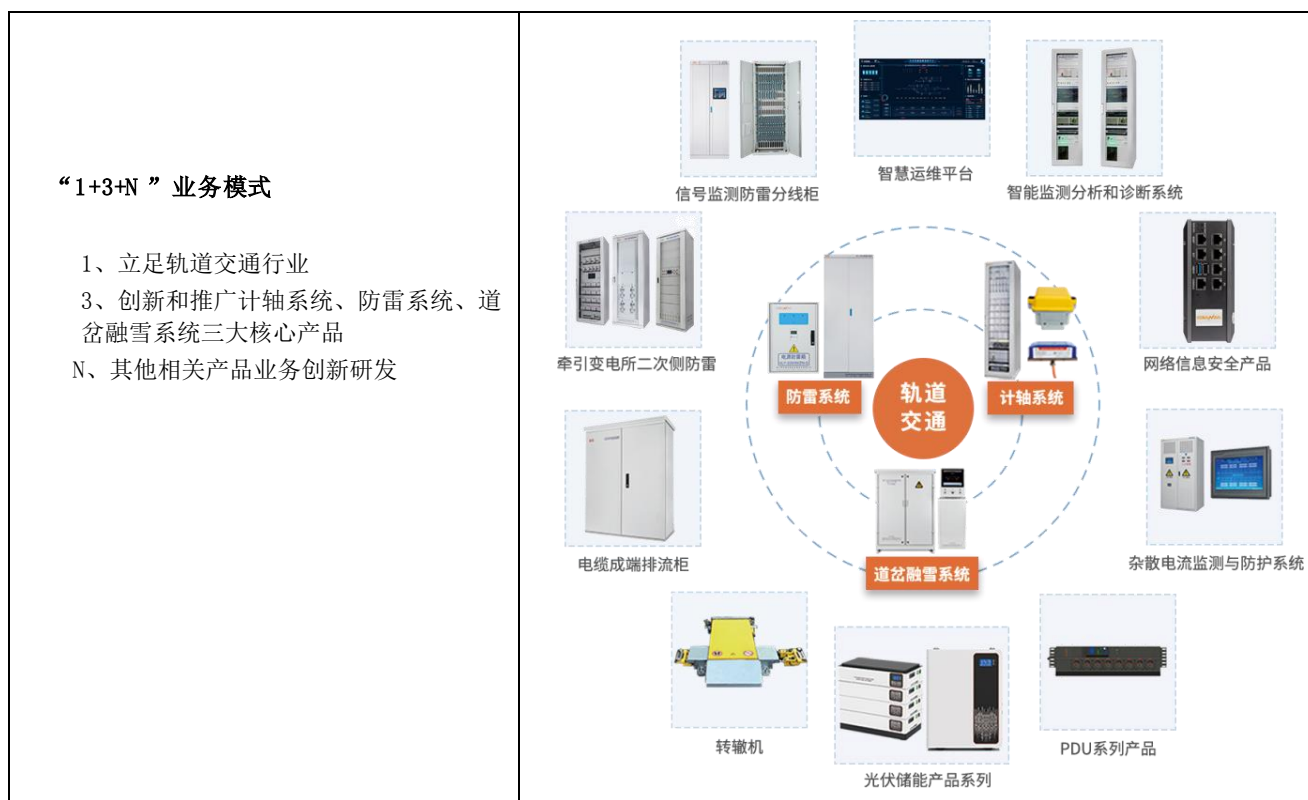 “1+3+N ”业务模式
1、立足轨道交通行业
3、创新和推广计轴系统、防雷系统、道
岔融雪系统三大核心产品
N、其他相关产品业务创新研发
信号监测防雷分线柜
智慧运维平台
智能监测分析和诊断系统
牵引变电所二次侧防雷
网络信息安全产品
防雷系统
轨道
交通
计轴系统
电缆成端排流柜
道岔融雪系统
杂散电流监测与防护系统
转辙机
光伏储能产品系列
PDU系列产品